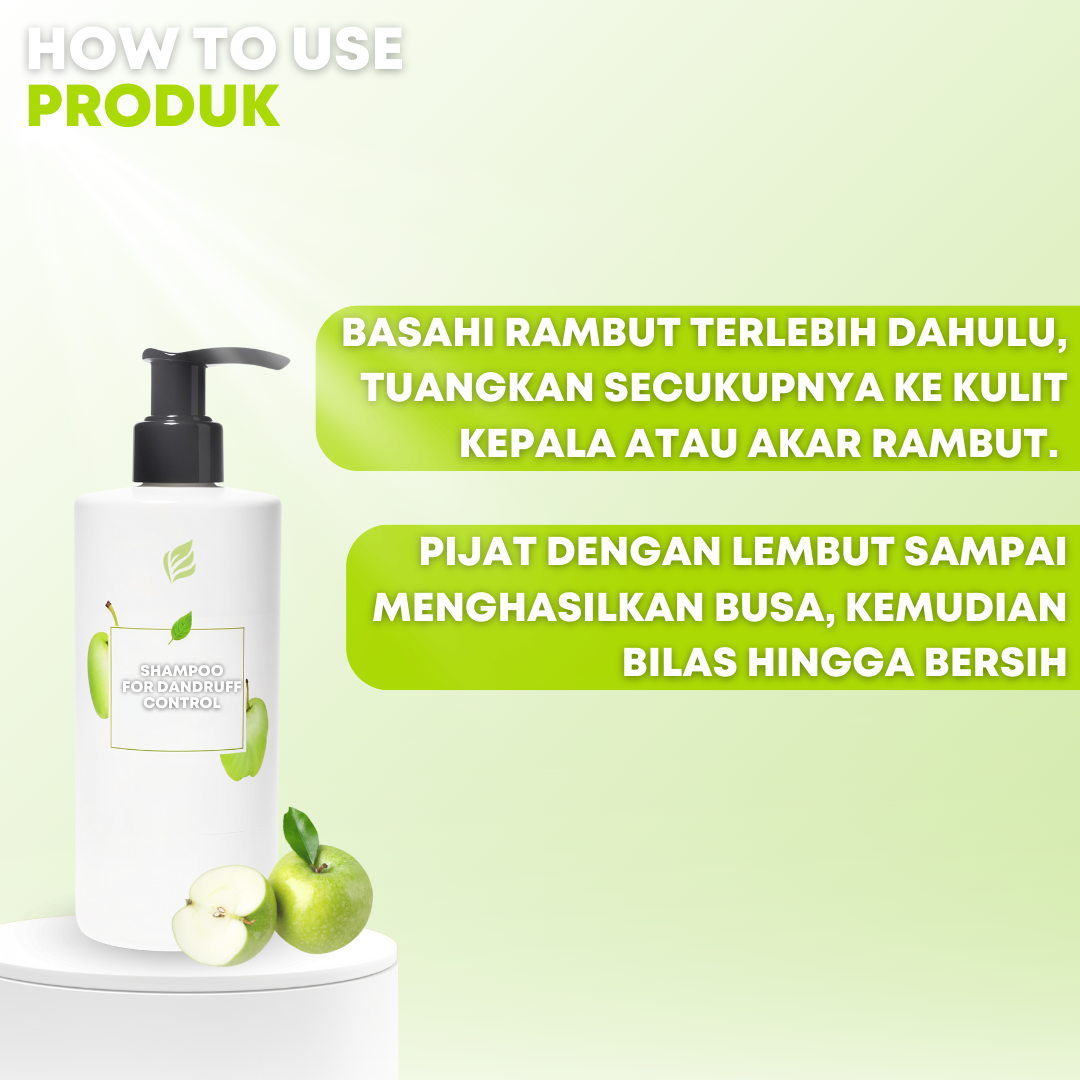 HOW TO USE
PRODUK
BASAHI RAMBUT TERLEBIH DAHULU,
TUANGKAN SECUKUPNYA KE KULIT
KEPALA ATAU AKAR RAMBUT.
PIJAT DENGAN LEMBUT SAMPAI
MENGHASILKAN BUSA, KEMUDIAN
BILAS HINGGA BERSIH
SHAMPOO
FOR DANDRUFF
CONTROL